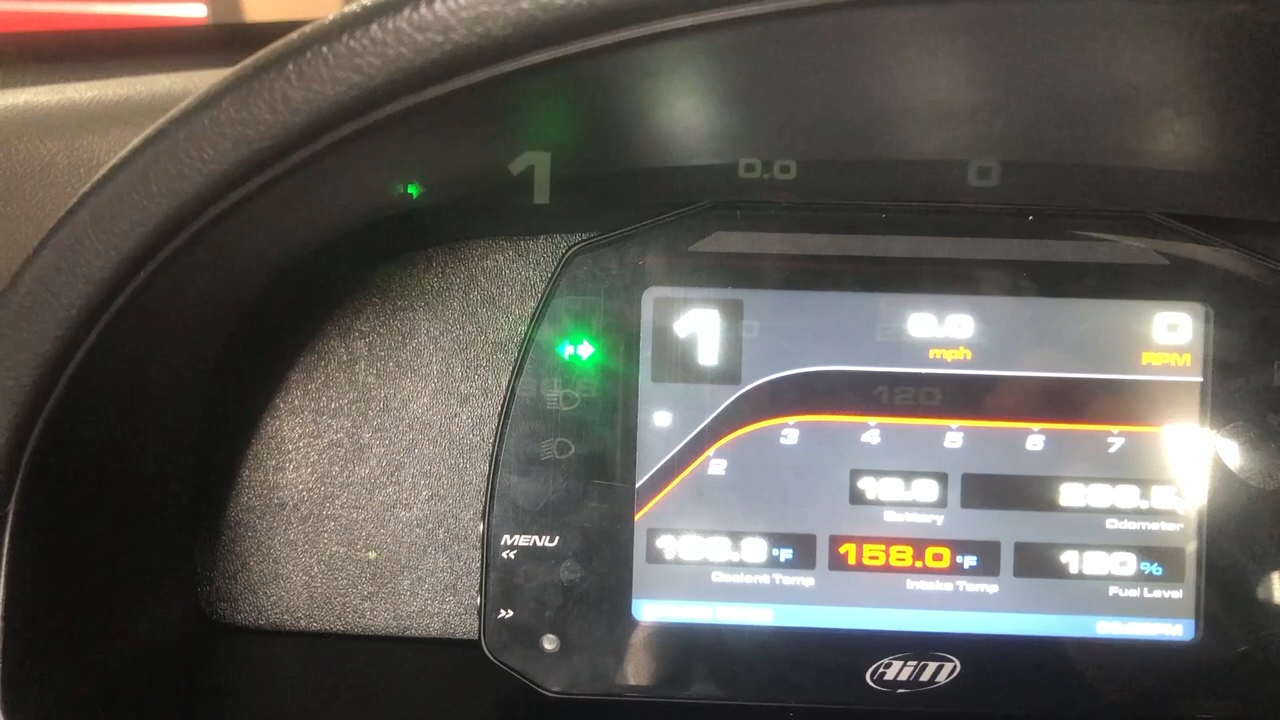 1 0.0 0
1 0.0 0
mph RPM
120
2 3 4 5 6 7
Battery Odometer
MENU
<<
°F 158.0 °F %
Coolant Temp Intake Temp Fuel Level
>>
AiM